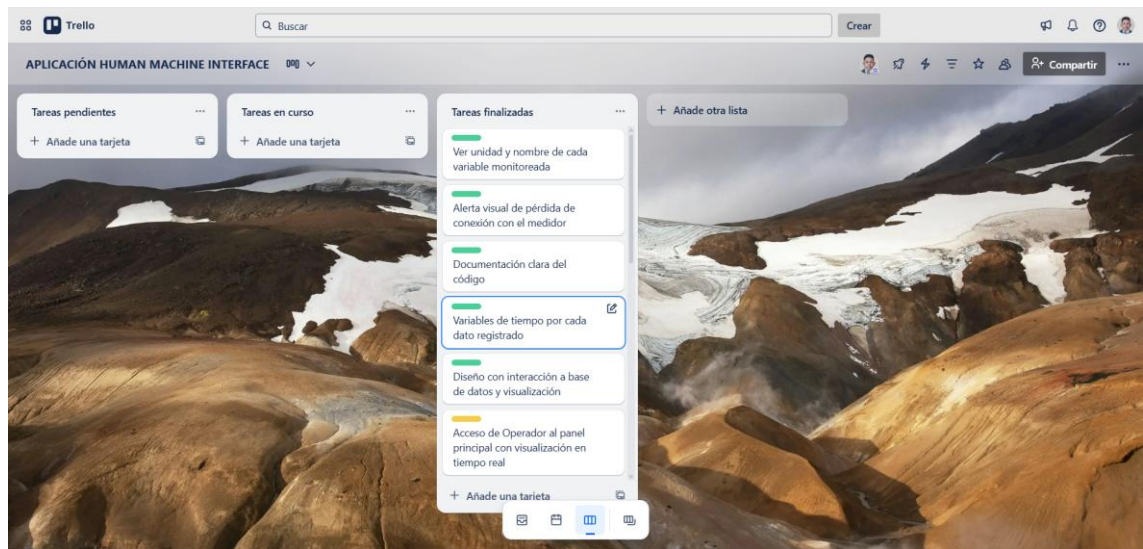 Trello
Buscar
Crear
APLICACIÓN HUMAN MACHINE INTERFACE
Compartir
Tareas pendientes
Añade una tarjeta
Tareas en curso
Añade una tarjeta
Tareas finalizadas
Ver unidad y nombre de cada
variable monitoreada
Alerta visual de pérdida de
conexión con el medidor
Documentación clara del
código
Variables de tiempo por cada
dato registrado
Diseño con interacción a base
de datos y visualización
Acceso de Operador al panel
principal con visualización en
tiempo real
Añade una tarjeta
Añade otra lista